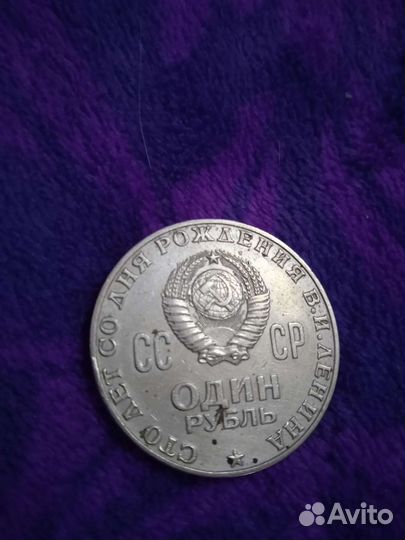 СТО ЛЕТ СО ДНЯ РОЖДЕНИЯ В.И.ЛЕНИНА
СС СР
ОДИН
РУБЛЬ
Avito